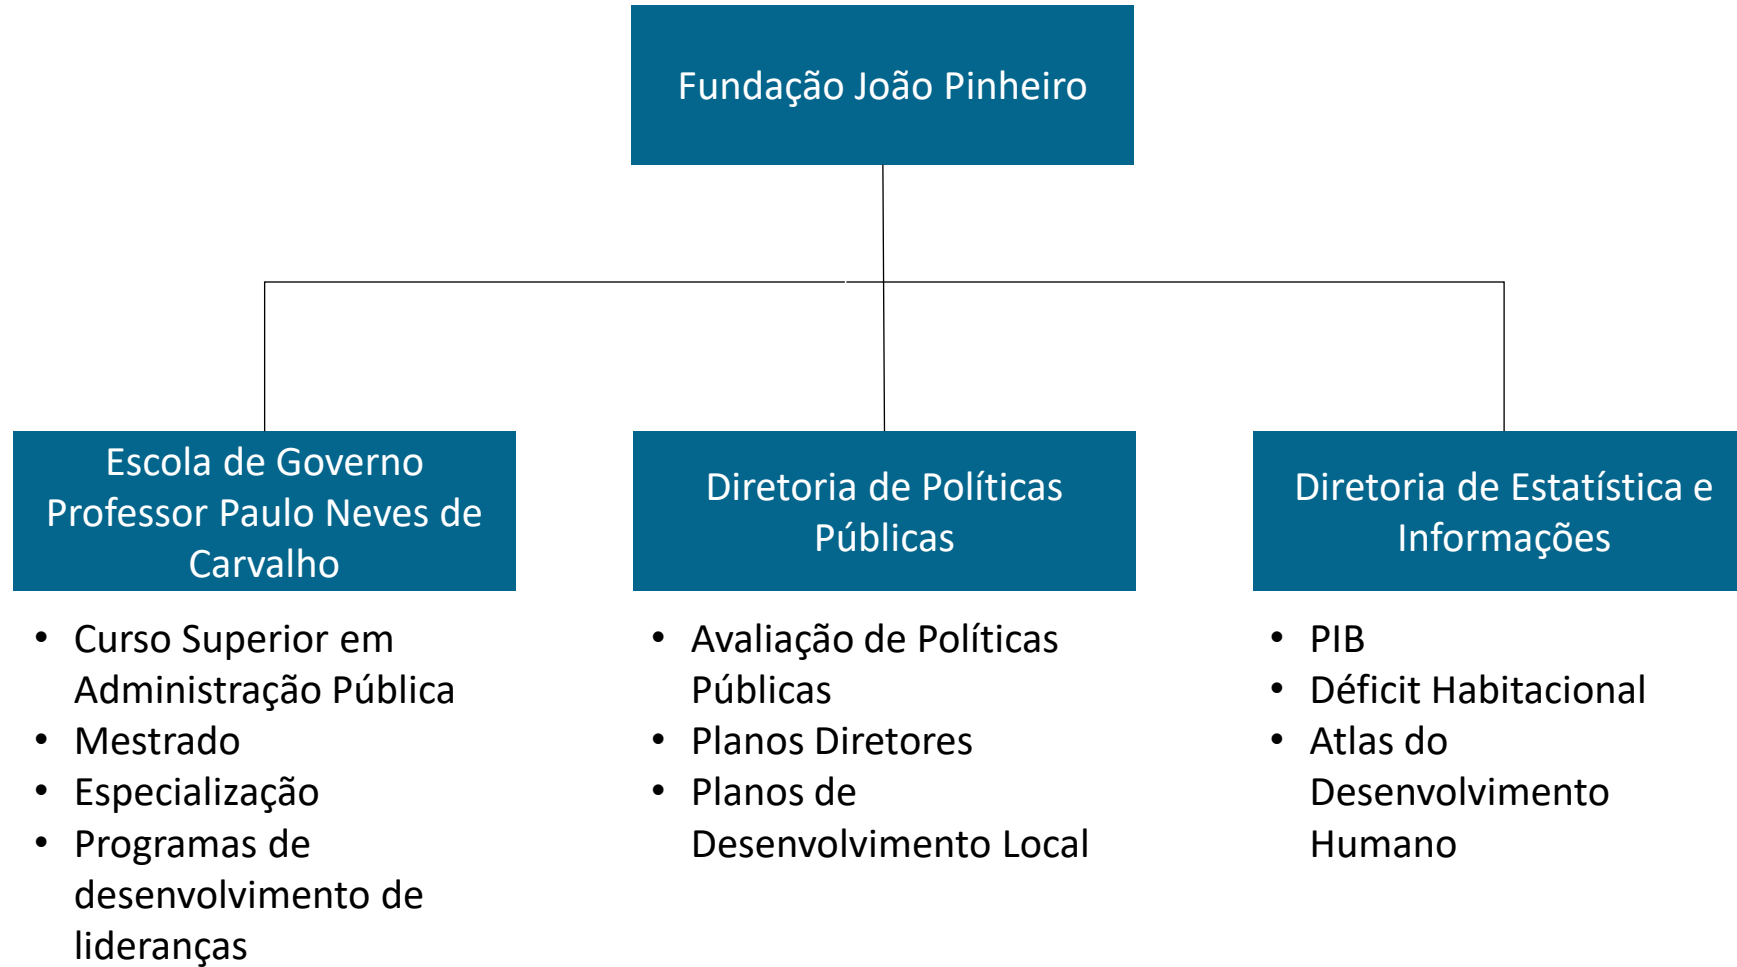 Fundação João Pinheiro
Escola de Governo
Professor Paulo Neves de
Carvalho
• Curso Superior em
Administração Pública
• Mestrado
• Especialização
• Programas de
desenvolvimento de
lideranças
Diretoria de Políticas
Públicas
• Avaliação de Políticas
Públicas
• Planos Diretores
• Planos de
Desenvolvimento Local
Diretoria de Estatística e
Informações
• PIB
• Déficit Habitacional
• Atlas do
Desenvolvimento
Humano